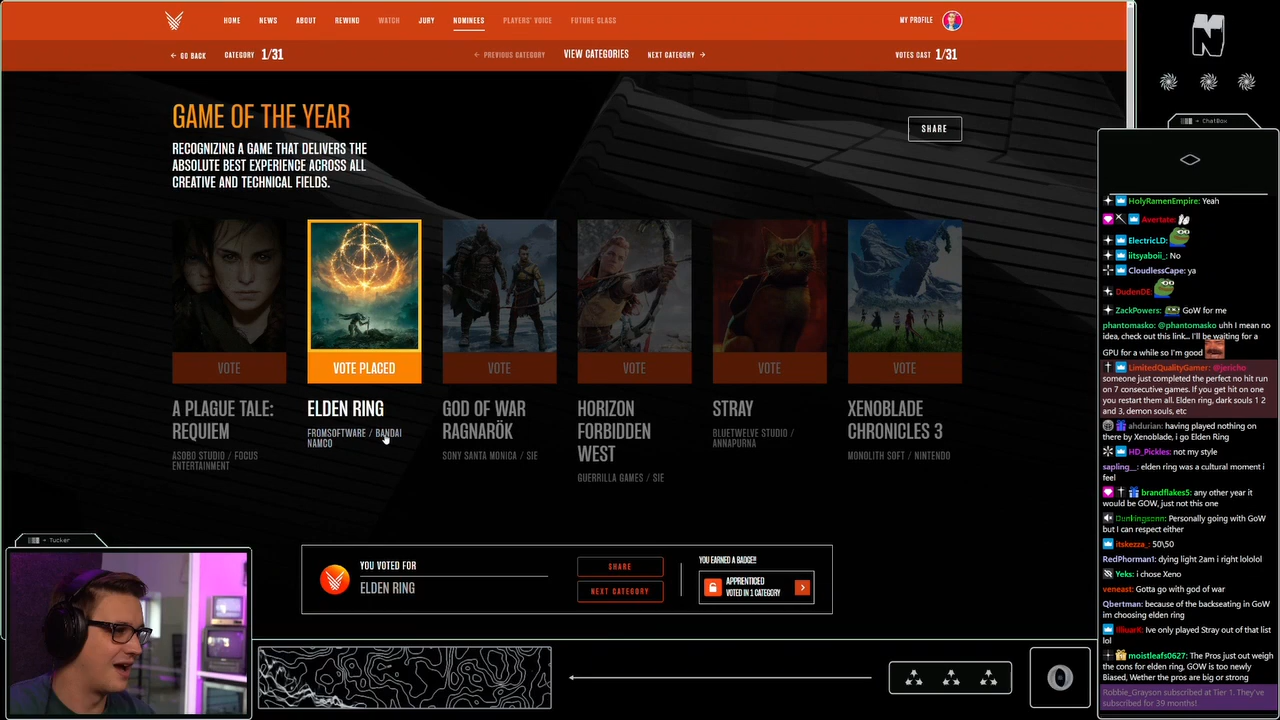 HOME NEWS ABOUT REWIND WATCH JURY NOMINEES PLAYERS' VOICE FUTURE CLASS MY PROFILE
← GO BACK CATEGORY 1/31 ← PREVIOUS CATEGORY VIEW CATEGORIES NEXT CATEGORY → VOTES CAST 1/31
GAME OF THE YEAR
RECOGNIZING A GAME THAT DELIVERS THE
ABSOLUTE BEST EXPERIENCE ACROSS ALL
CREATIVE AND TECHNICAL FIELDS.
SHARE
VOTE
VOTE PLACED
VOTE
VOTE
VOTE
VOTE
A PLAGUE TALE:
REQUIEM
ASOBO STUDIO / FOCUS
ENTERTAINMENT
ELDEN RING
FROMSOFTWARE / BANDAI
NAMCO
GOD OF WAR
RAGNARÖK
SONY SANTA MONICA / SIE
HORIZON
FORBIDDEN
WEST
GUERRILLA GAMES / SIE
STRAY
BLUETWELVE STUDIO /
ANNAPURNA
XENOBLADE
CHRONICLES 3
MONOLITH SOFT / NINTENDO
YOU VOTED FOR
ELDEN RING
SHARE
NEXT CATEGORY
YOU EARNED A BADGE!!
APPRENTICED
VOTED IN 1 CATEGORY
→ Tucker
N
→ ChatBox
HolyRamenEmpire: Yeah
Avertate:
ElectricLD:
iitsyaboii_: No
CloudlessCape: ya
DudenDE:
ZackPowers: GoW for me
phantomasko: @phantomasko uhh I mean no
idea, check out this link... I'll be waiting for a
GPU for a while so I'm good
LimitedQualityGamer: @jericho
someone just completed the perfect no hit run
on 7 consecutive games. If you get hit on one
you restart them all. Elden ring, dark souls 1 2
and 3, demon souls, etc
ahdurian: having played nothing on
there by Xenoblade, i go Elden Ring
HD_Pickles: not my style
sapling__: elden ring was a cultural moment i
feel
brandflakes5: any other year it
would be GOW, just not this one
Personally going with GoW
but I can respect either
itskezza_: 50\50
RedPhorman1: dying light 2am i right lololol
Yeks: i chose Xeno
veneast: Gotta go with god of war
Qbertman: because of the backseating in GoW
im choosing elden ring
Ive only played Stray out of that list
lol
moistleafs0627: The Pros just out weigh
the cons for elden ring, GOW is too newly
Biased, Wether the pros are big or strong
Robbie_Grayson subscribed at Tier 1. They've
subscribed for 39 months!